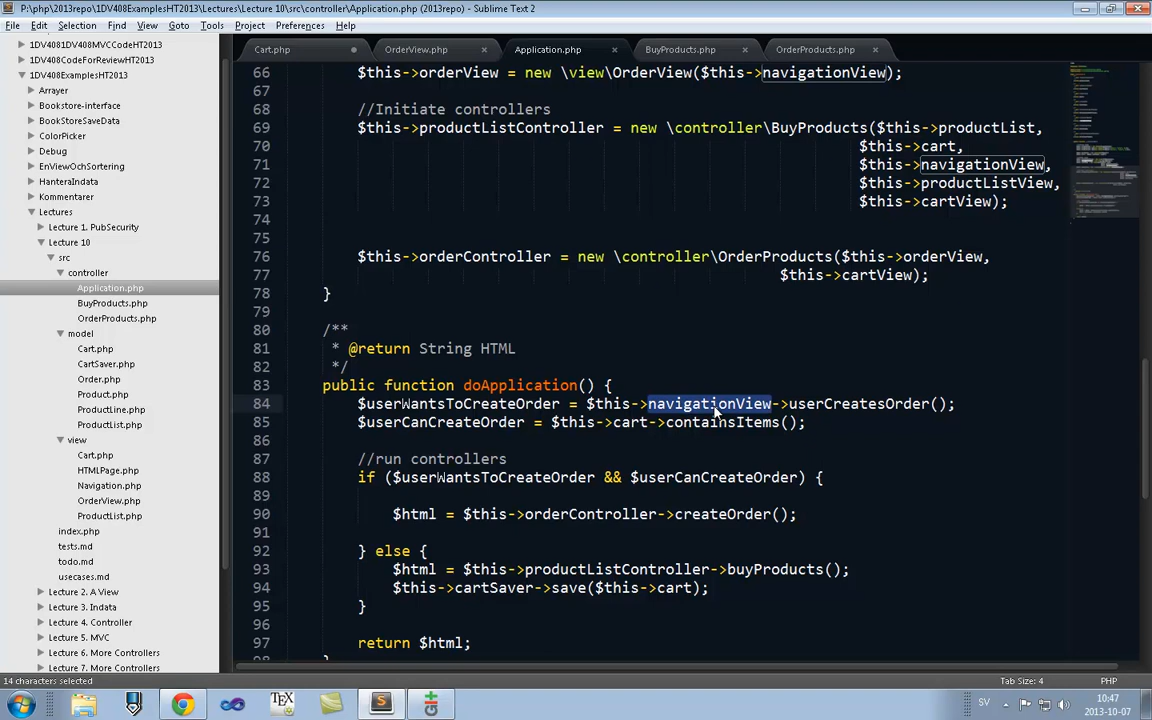 P:\php\2013repo\1DV408ExamplesHT2013\Lectures\Lecture 10\src\controller\Application.php (2013repo) - Sublime Text 2
File Edit Selection Find View Goto Tools Project Preferences Help
1DV4081DV408MVCCodeHT2013
1DV408CodeForReviewHT2013
1DV408ExamplesHT2013
Arrayer
Bookstore-interface
BookStoreSaveData
ColorPicker
Debug
EnViewOchSortering
HanteraIndata
Kommentarer
Lectures
Lecture 1. PubSecurity
Lecture 10
src
controller
Application.php
BuyProducts.php
OrderProducts.php
model
Cart.php
CartSaver.php
Order.php
Product.php
ProductLine.php
ProductList.php
view
Cart.php
HTMLPage.php
Navigation.php
OrderView.php
ProductList.php
index.php
tests.md
todo.md
usecases.md
Lecture 2. A View
Lecture 3. Indata
Lecture 4. Controller
Lecture 5. MVC
Lecture 6. More Controllers
Lecture 7. More Controllers
Cart.php OrderView.php Application.php BuyProducts.php OrderProducts.php
66 $this->orderView = new \view\OrderView($this->navigationView);
67
68 //Initiate controllers
69 $this->productListController = new \controller\BuyProducts($this->productList,
70 $this->cart,
71 $this->navigationView,
72 $this->productListView,
73 $this->cartView);
74
75
76 $this->orderController = new \controller\OrderProducts($this->orderView,
77 $this->cartView);
78 }
79
80 /**
81 * @return String HTML
82 */
83 public function doApplication() {
84 $userWantsToCreateOrder = $this->navigationView->userCreatesOrder();
85 $userCanCreateOrder = $this->cart->containsItems();
86
87 //run controllers
88 if ($userWantsToCreateOrder && $userCanCreateOrder) {
89
90 $html = $this->orderController->createOrder();
91
92 } else {
93 $html = $this->productListController->buyProducts();
94 $this->cartSaver->save($this->cart);
95 }
96
97 return $html;
98 }
14 characters selected Tab Size: 4 PHP
SV 10:47
2013-10-07